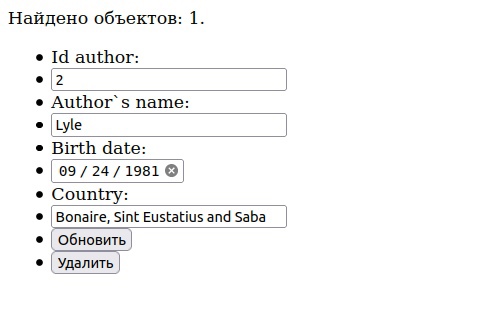 Найдено объектов: 1.
Id author:
2
Author`s name:
Lyle
Birth date:
09 / 24 / 1981
Country:
Bonaire, Sint Eustatius and Saba
Обновить
Удалить